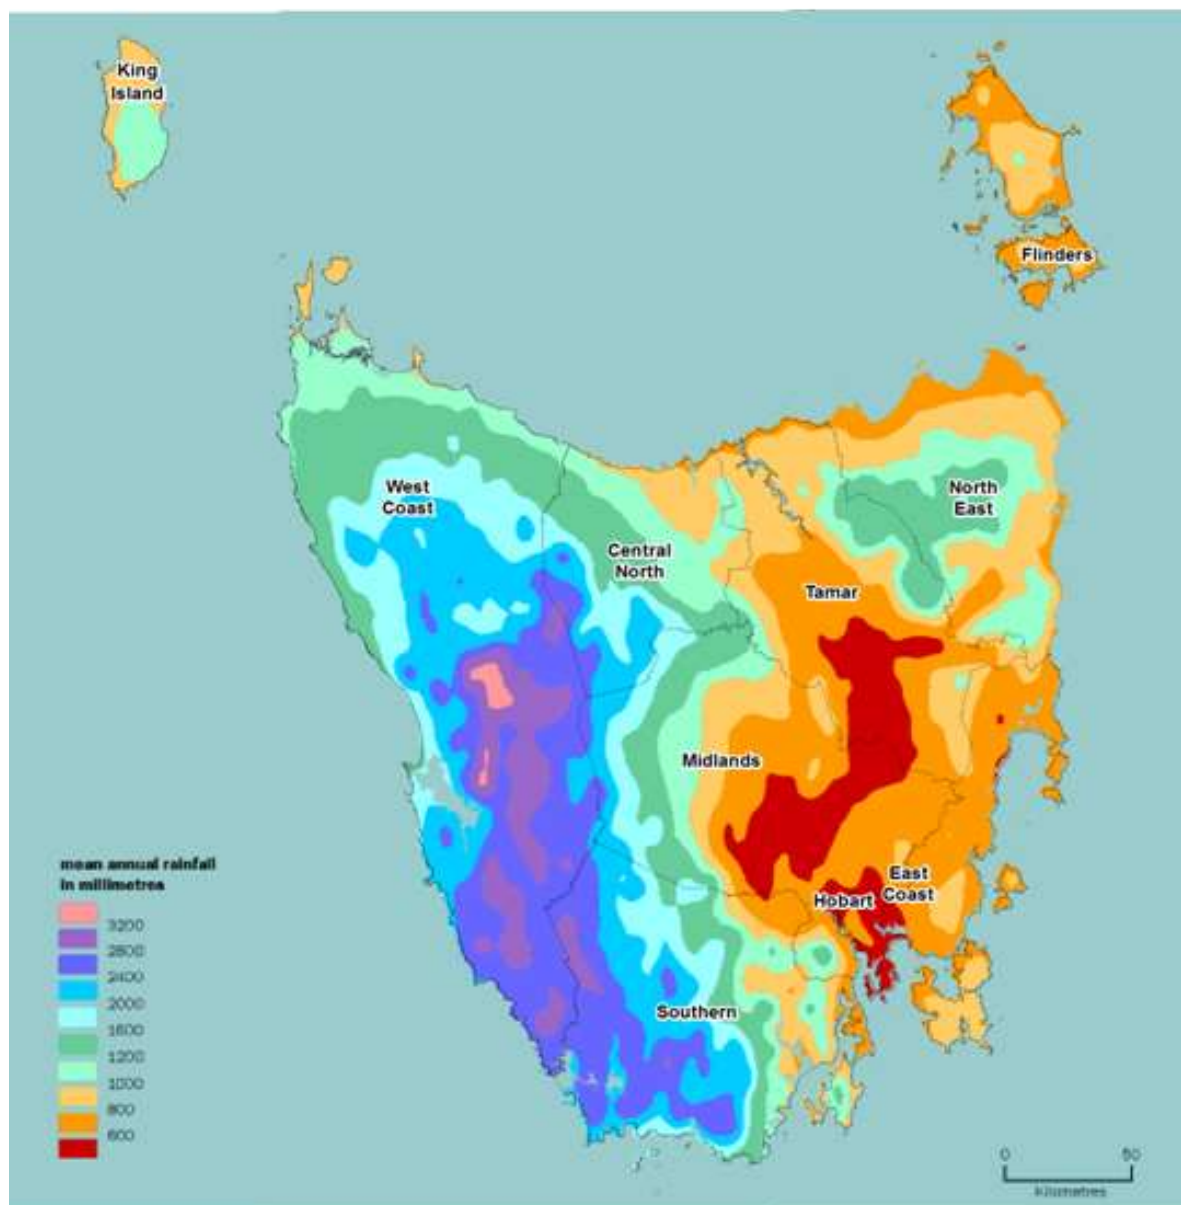 King
Island
Flinders
West
Coast
North
East
Central
North
Tamar
Midlands
East
Coast
Hobart
Southern
mean annual rainfall
in millimetres
3200
2800
2400
2000
1600
1200
1000
800
600
0 50
Kilometres